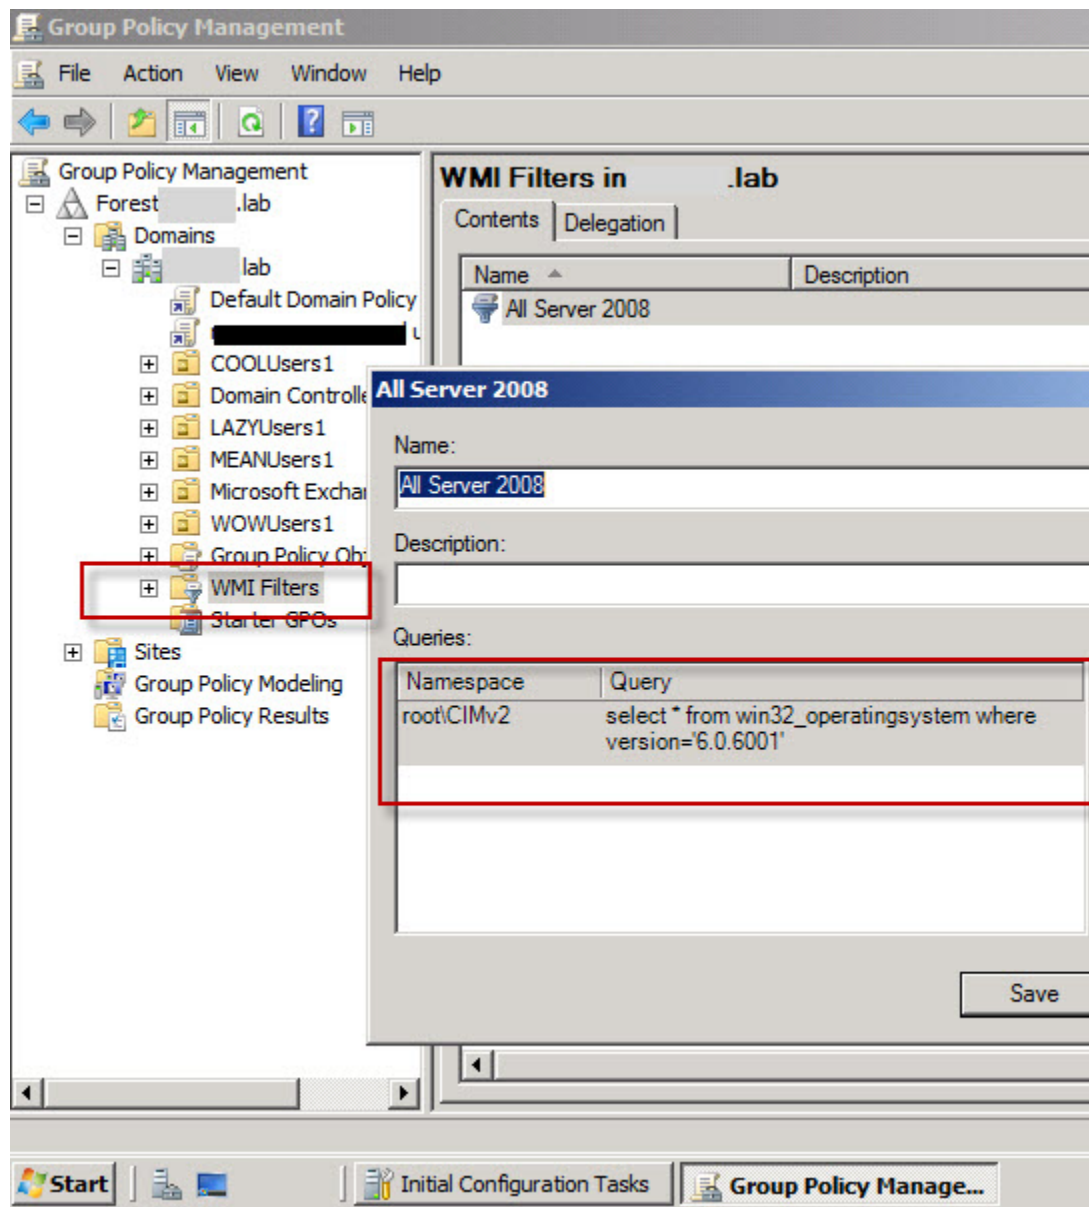 Group Policy Management
File Action View Window Help
Group Policy Management
Forest .lab
Domains
lab
Default Domain Policy
COOLUsers1
Domain Controlle
LAZYUsers1
MEANUsers1
Microsoft Exchan
WOWUsers1
Group Policy Obj
WMI Filters
Starter GPOs
Sites
Group Policy Modeling
Group Policy Results
WMI Filters in .lab
Contents Delegation
Name Description
All Server 2008
All Server 2008
Name:
All Server 2008
Description:
Queries:
Namespace Query
root\CIMv2 select * from win32_operatingsystem where
version='6.0.6001'
Save
Start Initial Configuration Tasks Group Policy Manage...